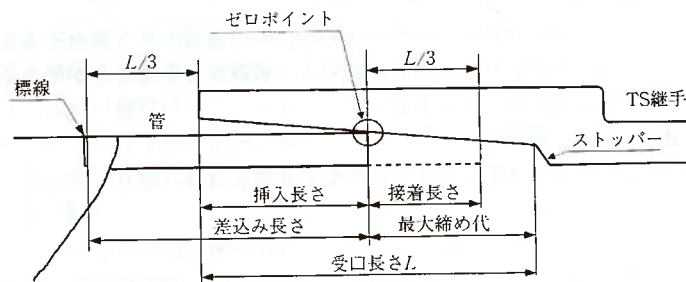 ゼロポイント
L/3
L/3
標線
管
TS継手
ストッパー
挿入長さ
接着長さ
差込み長さ
最大締め代
受口長さL